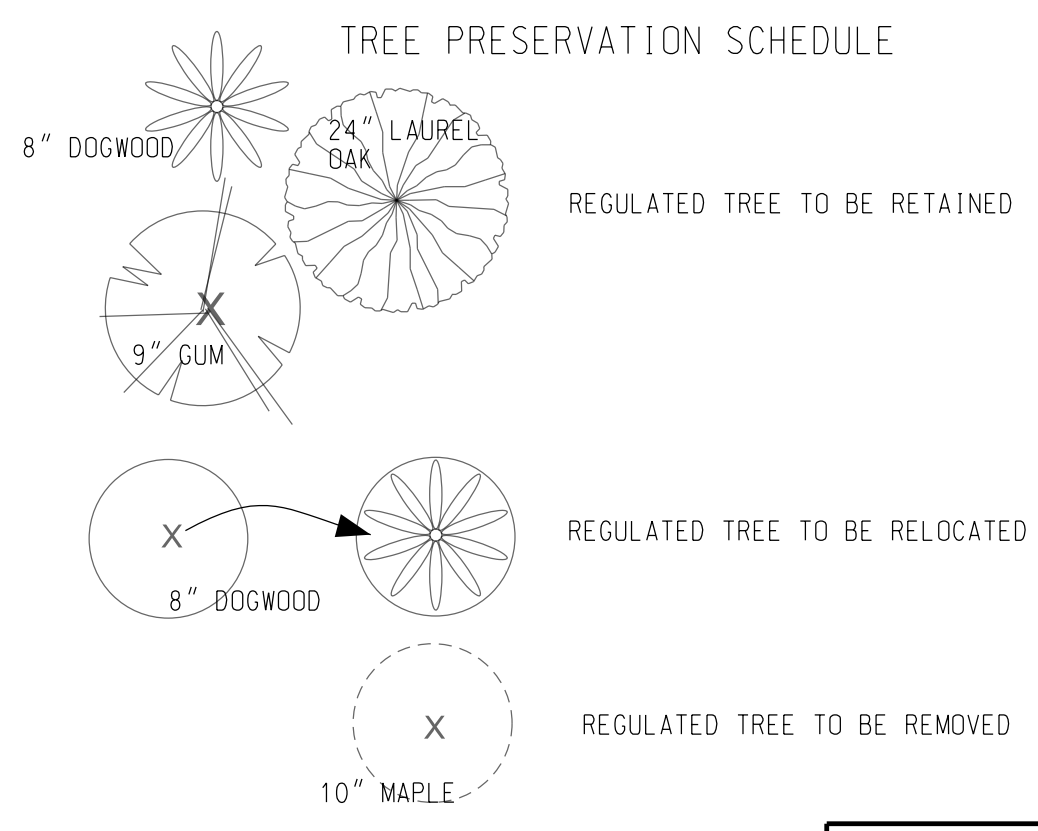 TREE PRESERVATION SCHEDULE
8" DOGWOOD
24" LAUREL
OAK
REGULATED TREE TO BE RETAINED
X
9" GUM
X
REGULATED TREE TO BE RELOCATED
8" DOGWOOD
X
REGULATED TREE TO BE REMOVED
10" MAPLE